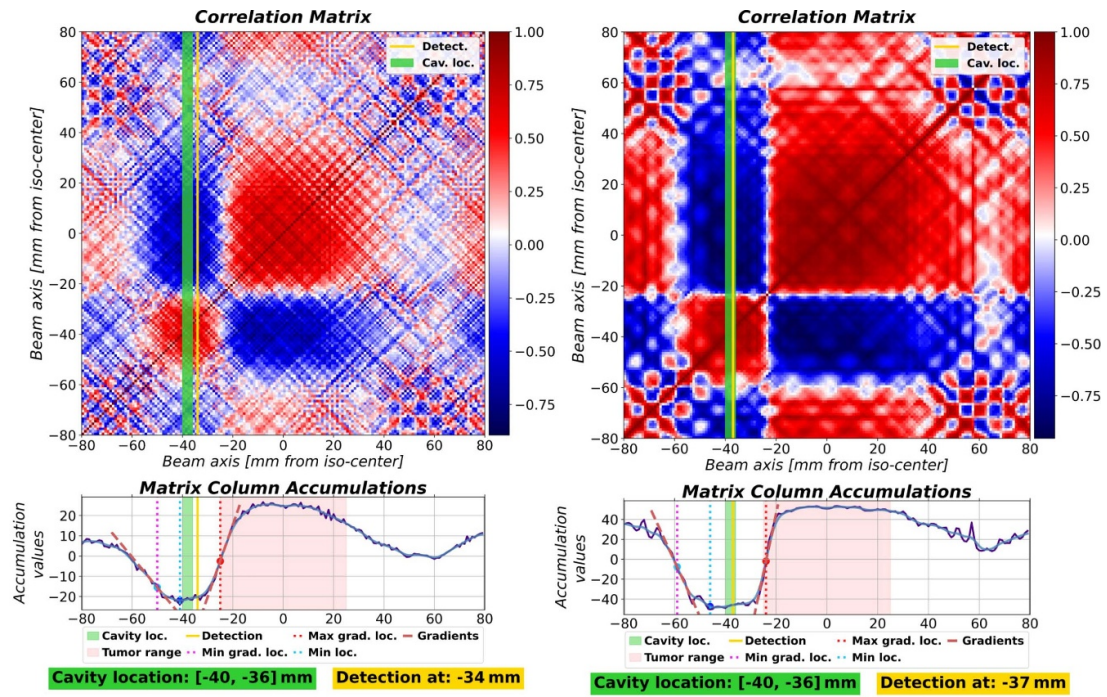 Correlation Matrix
80
60
40
20
0
−20
−40
−60
−80
Beam axis [mm from iso-center]
−80 −60 −40 −20 0 20 40 60 80
Beam axis [mm from iso-center]
Detect.
Cav. loc.
1.00
0.75
0.50
0.25
0.00
−0.25
−0.50
−0.75
Matrix Column Accumulations
20
10
0
−10
−20
Accumulation
values
−80 −60 −40 −20 0 20 40 60 80
Cavity loc. Detection Max grad. loc. Gradients
Tumor range Min grad. loc. Min loc.
Cavity location: [-40, -36] mm Detection at: -34 mm
Correlation Matrix
80
60
40
20
0
−20
−40
−60
−80
Beam axis [mm from iso-center]
−80 −60 −40 −20 0 20 40 60 80
Beam axis [mm from iso-center]
Detect.
Cav. loc.
1.00
0.75
0.50
0.25
0.00
−0.25
−0.50
−0.75
Matrix Column Accumulations
40
20
0
−20
−40
Accumulation
values
−80 −60 −40 −20 0 20 40 60 80
Cavity loc. Detection Max grad. loc. Gradients
Tumor range Min grad. loc. Min loc.
Cavity location: [-40, -36] mm Detection at: -37 mm